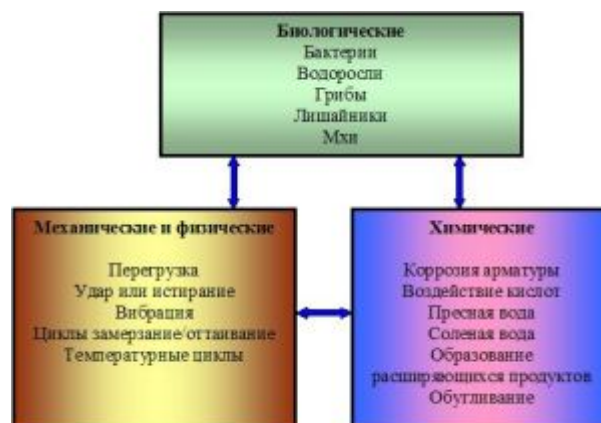 Биологические
Бактерии
Водоросли
Грибы
Лишайники
Мхи
Механические и физические
Перегрузка
Удар или истирание
Вибрация
Циклы замерзание/оттаивание
Температурные циклы
Химические
Коррозия арматуры
Воздействие кислот
Пресная вода
Соленая вода
Образование
расширяющихся продуктов
Обугливание